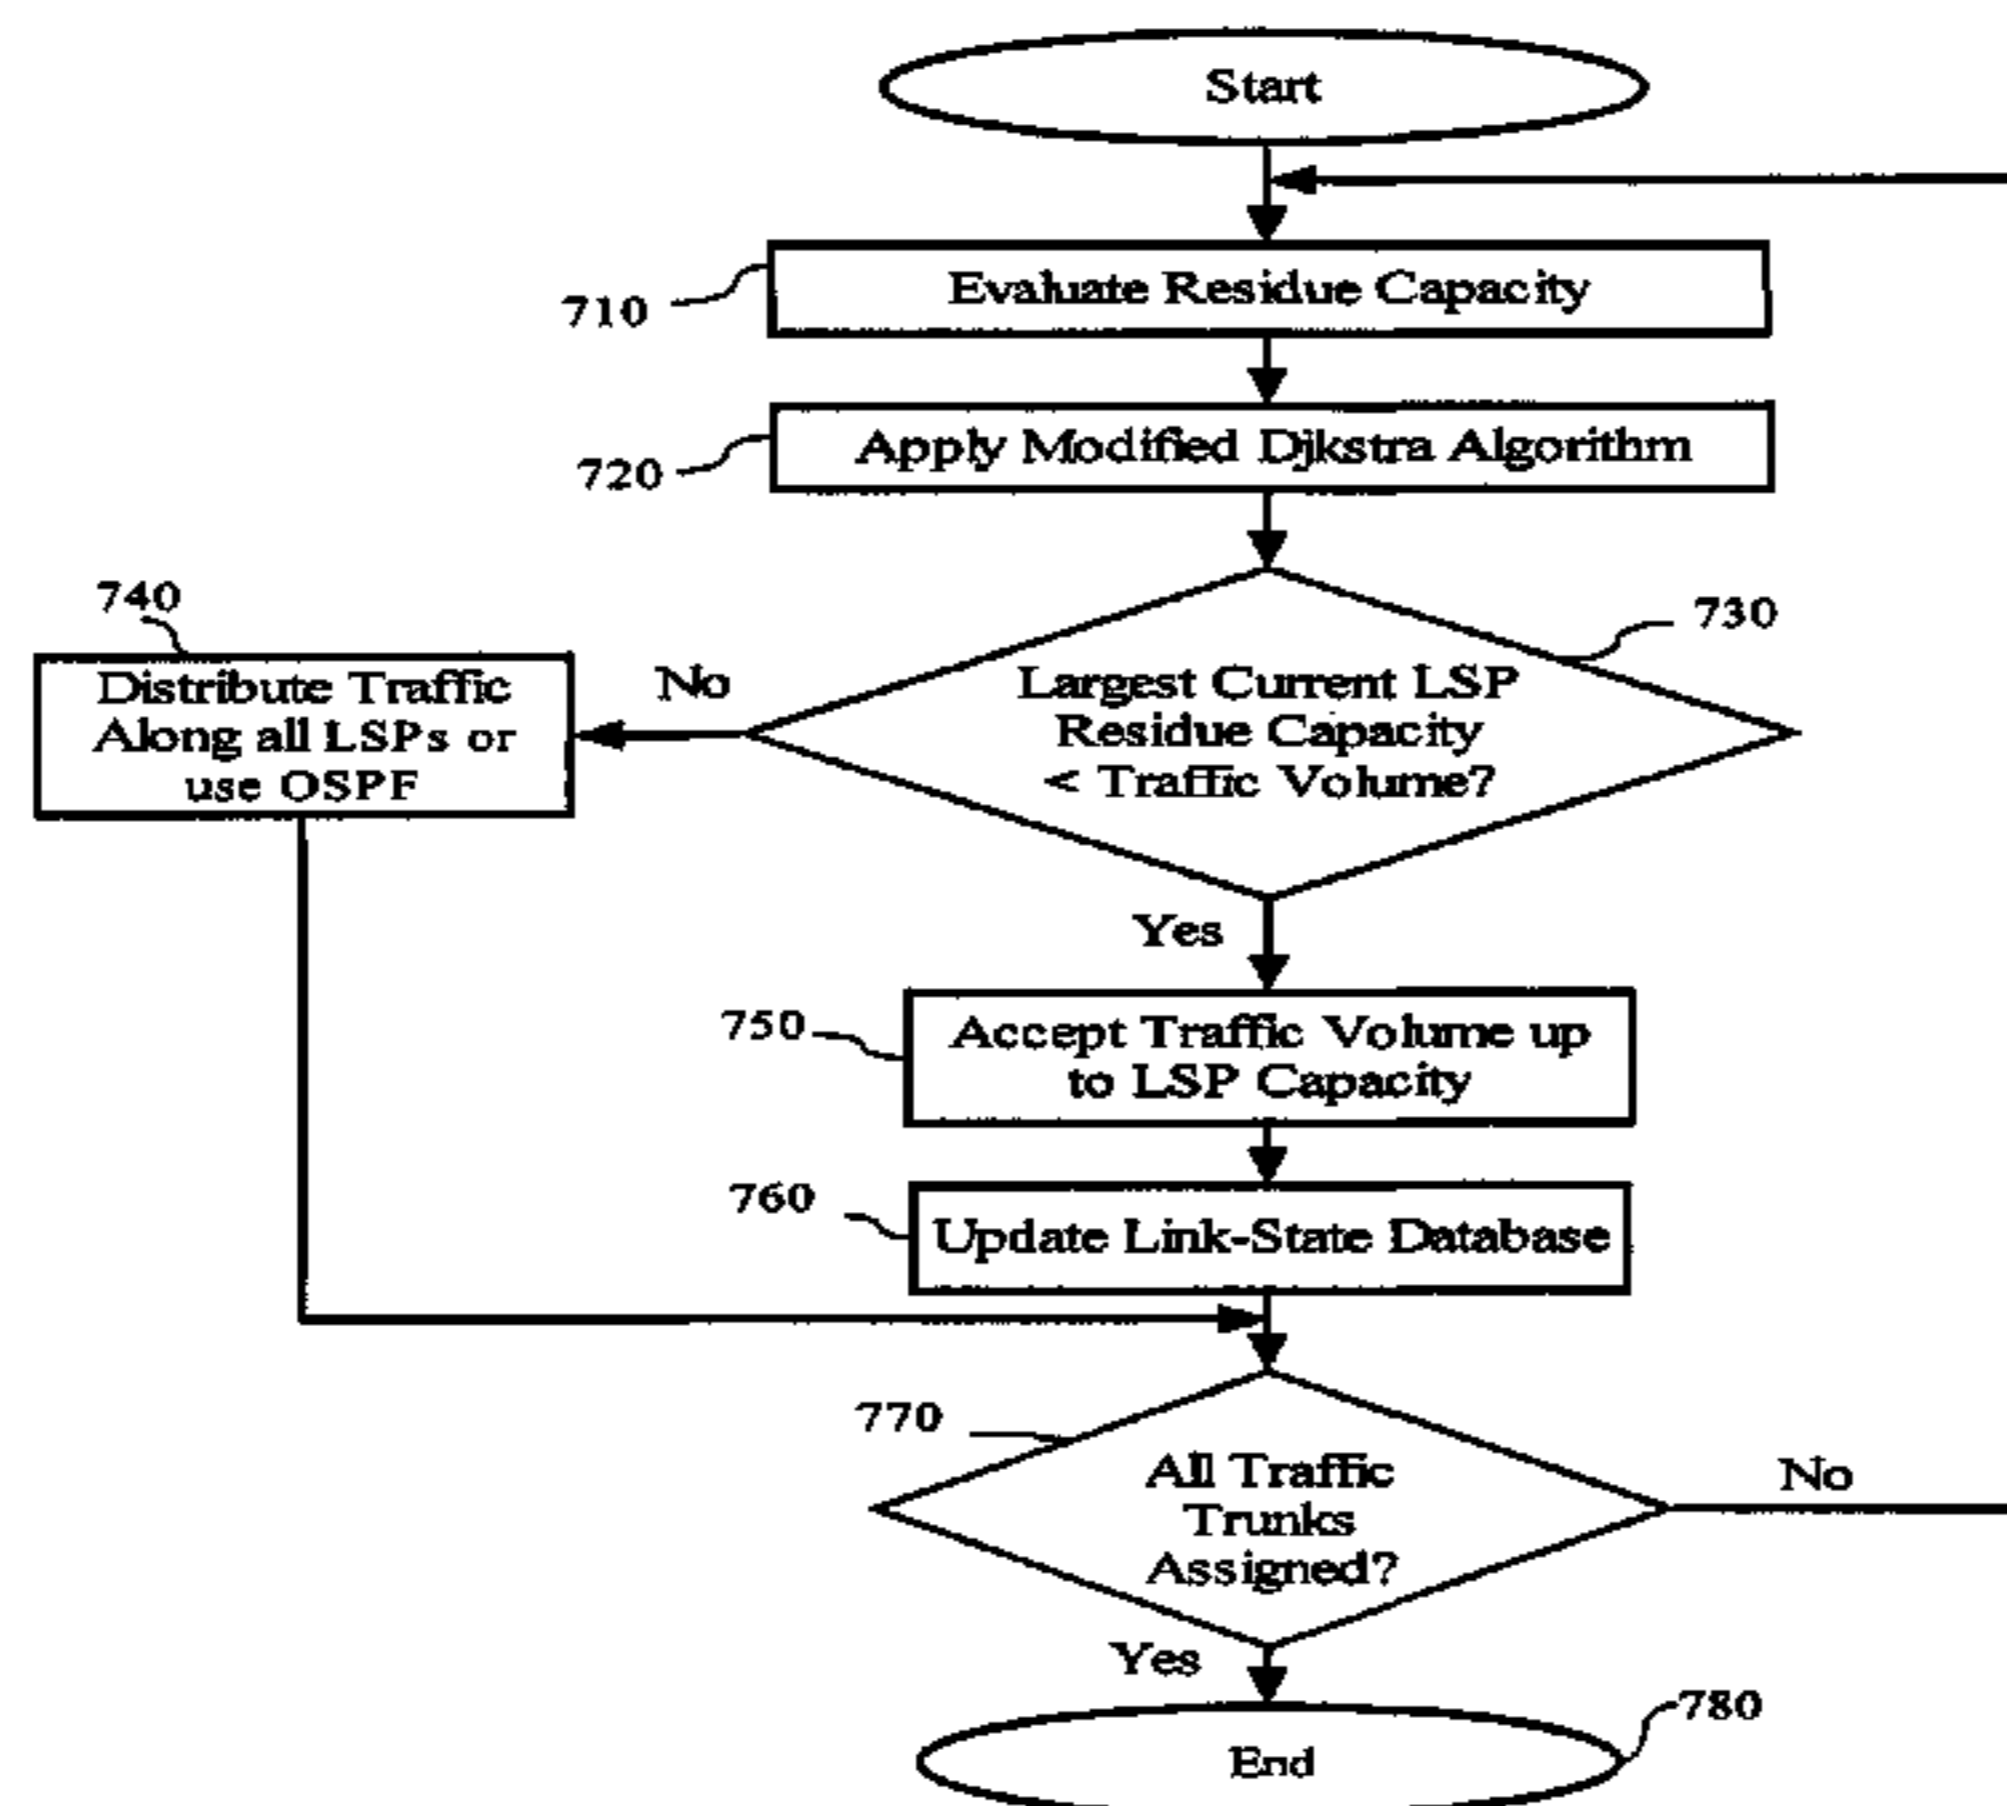 Start
Evaluate Residue Capacity
710
Apply Modified Djkstra Algorithm
720
740
730
Distribute Traffic
Along all LSPs or
use OSPF
No
Largest Current LSP
Residue Capacity
< Traffic Volume?
Yes
750
Accept Traffic Volume up
to LSP Capacity
760
Update Link-State Database
770
All Traffic
Trunks
Assigned?
No
Yes
780
End